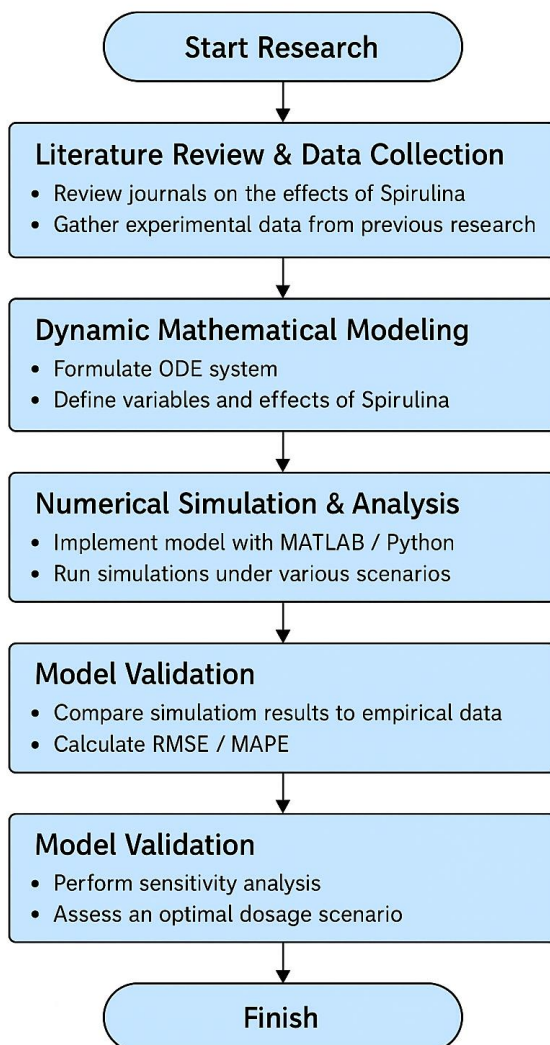 Start Research
Literature Review & Data Collection
• Review journals on the effects of Spirulina
• Gather experimental data from previous research
Dynamic Mathematical Modeling
• Formulate ODE system
• Define variables and effects of Spirulina
Numerical Simulation & Analysis
• Implement model with MATLAB / Python
• Run simulations under various scenarios
Model Validation
• Compare simulatiom results to empirical data
• Calculate RMSE / MAPE
Model Validation
• Perform sensitivity analysis
• Assess an optimal dosage scenario
Finish